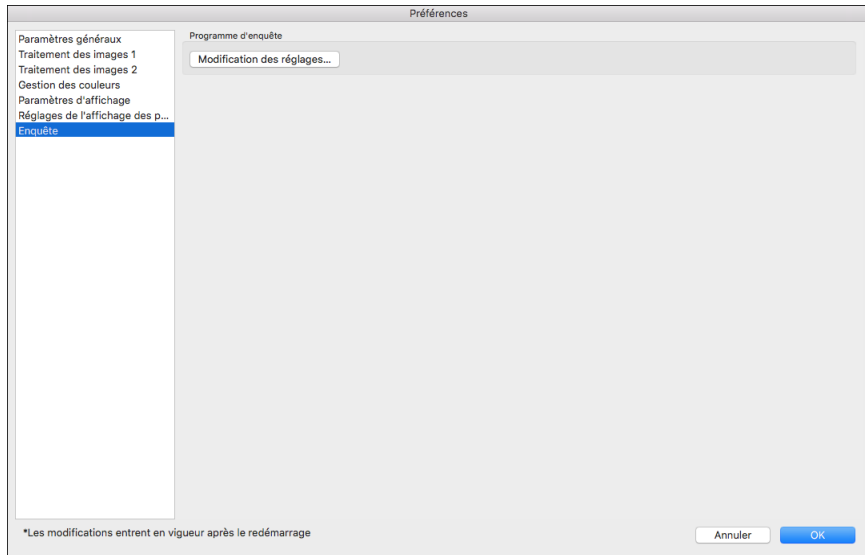 Préférences
Paramètres généraux
Traitement des images 1
Traitement des images 2
Gestion des couleurs
Paramètres d'affichage
Réglages de l'affichage des p...
Enquête
Programme d'enquête
Modification des réglages...
*Les modifications entrent en vigueur après le redémarrage
Annuler
OK